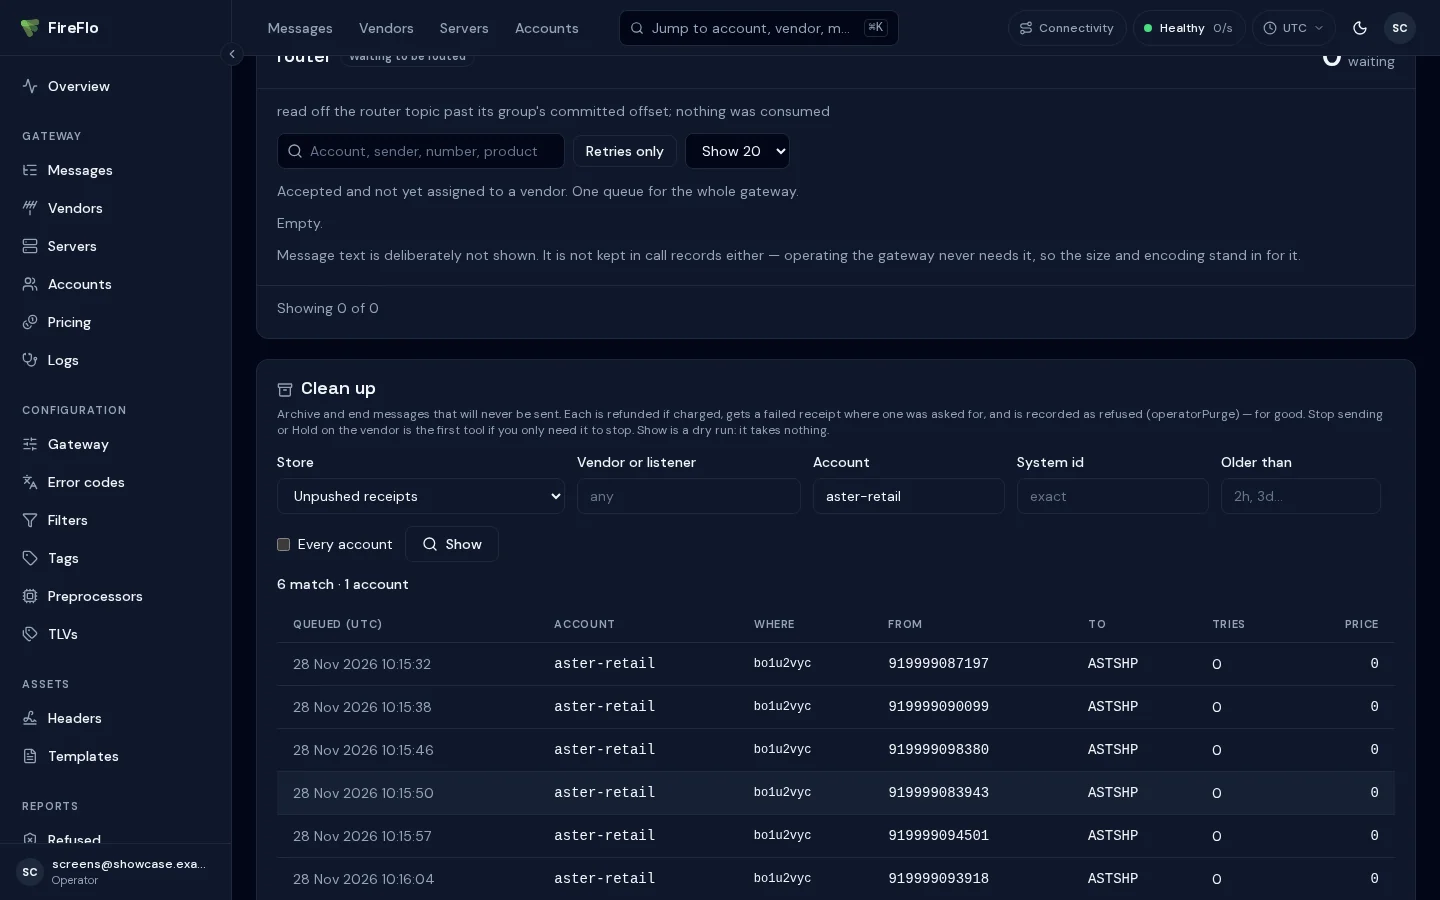 FireFlo
Messages
Vendors
Servers
Accounts
Jump to account, vendor, m...
⌘K
Connectivity
Healthy 0/s
UTC
SC
Overview
GATEWAY
Messages
Vendors
Servers
Accounts
Pricing
Logs
CONFIGURATION
Gateway
Error codes
Filters
Tags
Preprocessors
TLVs
ASSETS
Headers
Templates
REPORTS
Refused
SC
screens@showcase.exa...
Operator
router Waiting to be routed
0 waiting
read off the router topic past its group's committed offset; nothing was consumed
Account, sender, number, product
Retries only
Show 20
Accepted and not yet assigned to a vendor. One queue for the whole gateway.
Empty.
Message text is deliberately not shown. It is not kept in call records either — operating the gateway never needs it, so the size and encoding stand in for it.
Showing 0 of 0
Clean up
Archive and end messages that will never be sent. Each is refunded if charged, gets a failed receipt where one was asked for, and is recorded as refused (operatorPurge) — for good. Stop sending
or Hold on the vendor is the first tool if you only need it to stop. Show is a dry run: it takes nothing.
Store Vendor or listener Account System id Older than
Unpushed receipts any aster-retail exact 2h, 3d...
Every account Show
6 match · 1 account
QUEUED (UTC) ACCOUNT WHERE FROM TO TRIES PRICE
28 Nov 2026 10:15:32 aster-retail bo1u2vyc 919999087197 ASTSHP 0 0
28 Nov 2026 10:15:38 aster-retail bo1u2vyc 919999090099 ASTSHP 0 0
28 Nov 2026 10:15:46 aster-retail bo1u2vyc 919999098380 ASTSHP 0 0
28 Nov 2026 10:15:50 aster-retail bo1u2vyc 919999083943 ASTSHP 0 0
28 Nov 2026 10:15:57 aster-retail bo1u2vyc 919999094501 ASTSHP 0 0
28 Nov 2026 10:16:04 aster-retail bo1u2vyc 919999093918 ASTSHP 0 0